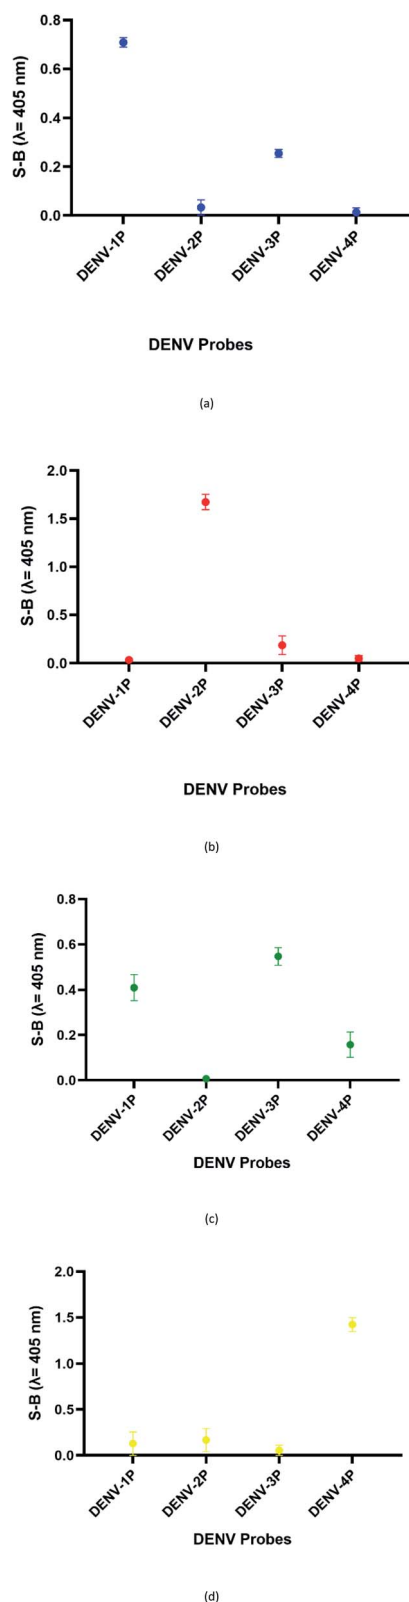 0.8
0.6
0.4
0.2
0.0
S-B (λ= 405 nm)
DENV-1P
DENV-2P
DENV-3P
DENV-4P
DENV Probes
(a)
2.0
1.5
1.0
0.5
0.0
S-B (λ= 405 nm)
DENV-1P
DENV-2P
DENV-3P
DENV-4P
DENV Probes
(b)
0.8
0.6
0.4
0.2
0.0
S-B (λ= 405 nm)
DENV-1P
DENV-2P
DENV-3P
DENV-4P
DENV Probes
(c)
2.0
1.5
1.0
0.5
0.0
S-B (λ= 405 nm)
DENV-1P
DENV-2P
DENV-3P
DENV-4P
DENV Probes
(d)